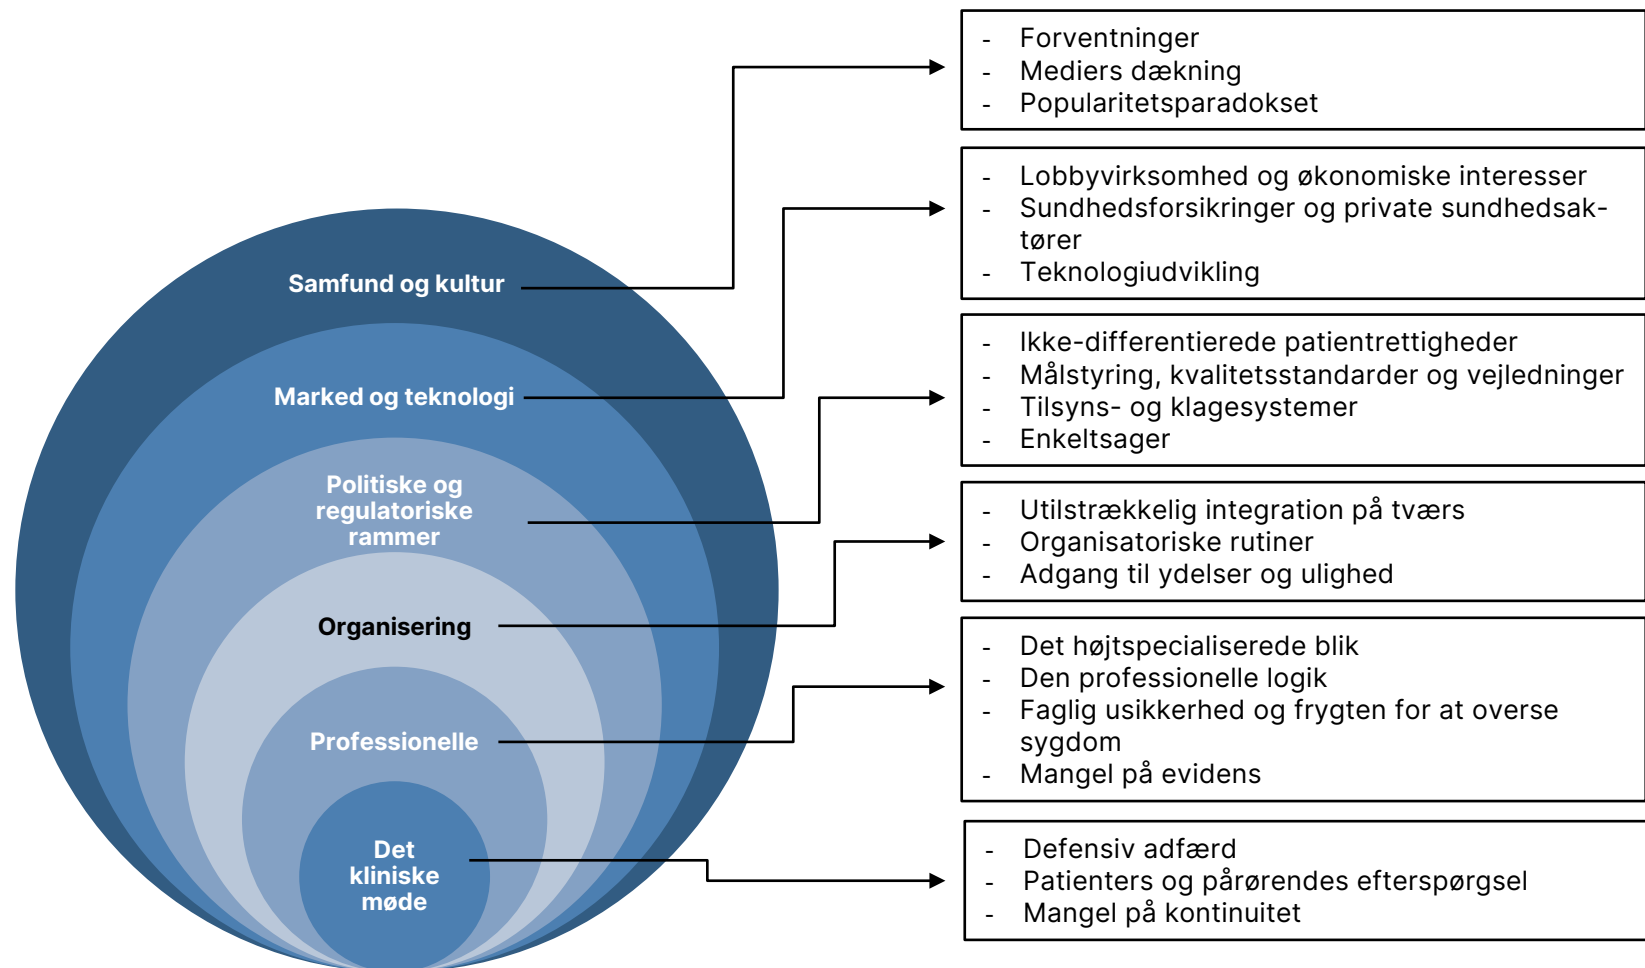 Samfund og kultur
- Forventninger
- Mediers dækning
- Popularitetsparadokset
Marked og teknologi
- Lobbyvirksomhed og økonomiske interesser
- Sundhedsforsikringer og private sundhedsak-
tører
- Teknologiudvikling
Politiske og
regulatoriske
rammer
- Ikke-differentierede patientrettigheder
- Målstyring, kvalitetsstandarder og vejledninger
- Tilsyns- og klagesystemer
- Enkeltsager
Organisering
- Utilstrækkelig integration på tværs
- Organisatoriske rutiner
- Adgang til ydelser og ulighed
Professionelle
- Det højtspecialiserede blik
- Den professionelle logik
- Faglig usikkerhed og frygten for at overse
sygdom
- Mangel på evidens
Det
kliniske
møde
- Defensiv adfærd
- Patienters og pårørendes efterspørgsel
- Mangel på kontinuitet